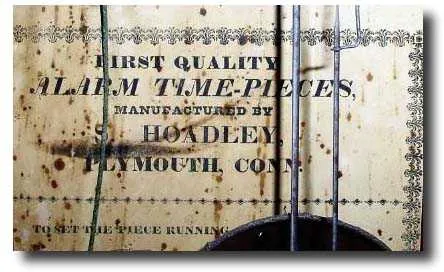 FIRST QUALITY
ALARM TIME-PIECES,
MANUFACTURED BY
S. HOADLEY,
PLYMOUTH, CONN.
TO SET THE PIECE RUNNING